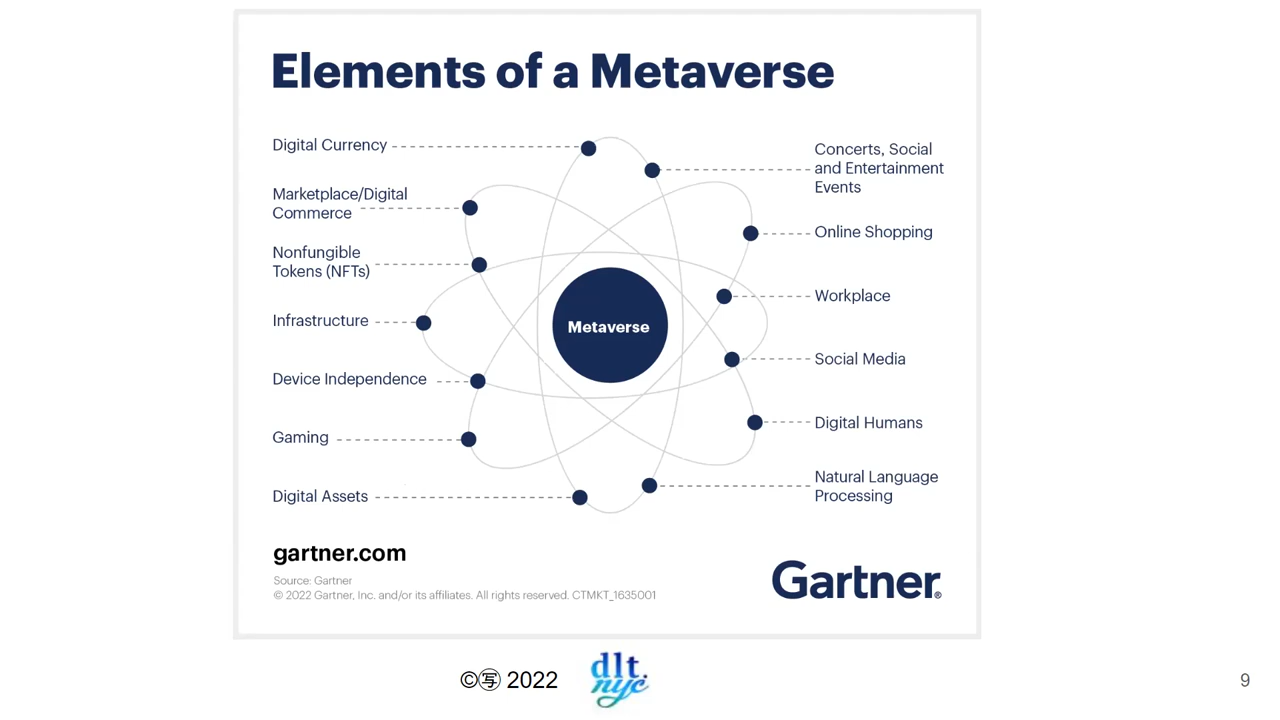 Elements of a Metaverse
Digital Currency
Marketplace/Digital
Commerce
Nonfungible
Tokens (NFTs)
Infrastructure
Device Independence
Gaming
Digital Assets
Metaverse
Concerts, Social
and Entertainment
Events
Online Shopping
Workplace
Social Media
Digital Humans
Natural Language
Processing
gartner.com
Source: Gartner
© 2022 Gartner, Inc. and/or its affiliates. All rights reserved. CTMKT_1635001
Gartner®
©㊢ 2022
dlt.
nyc
9